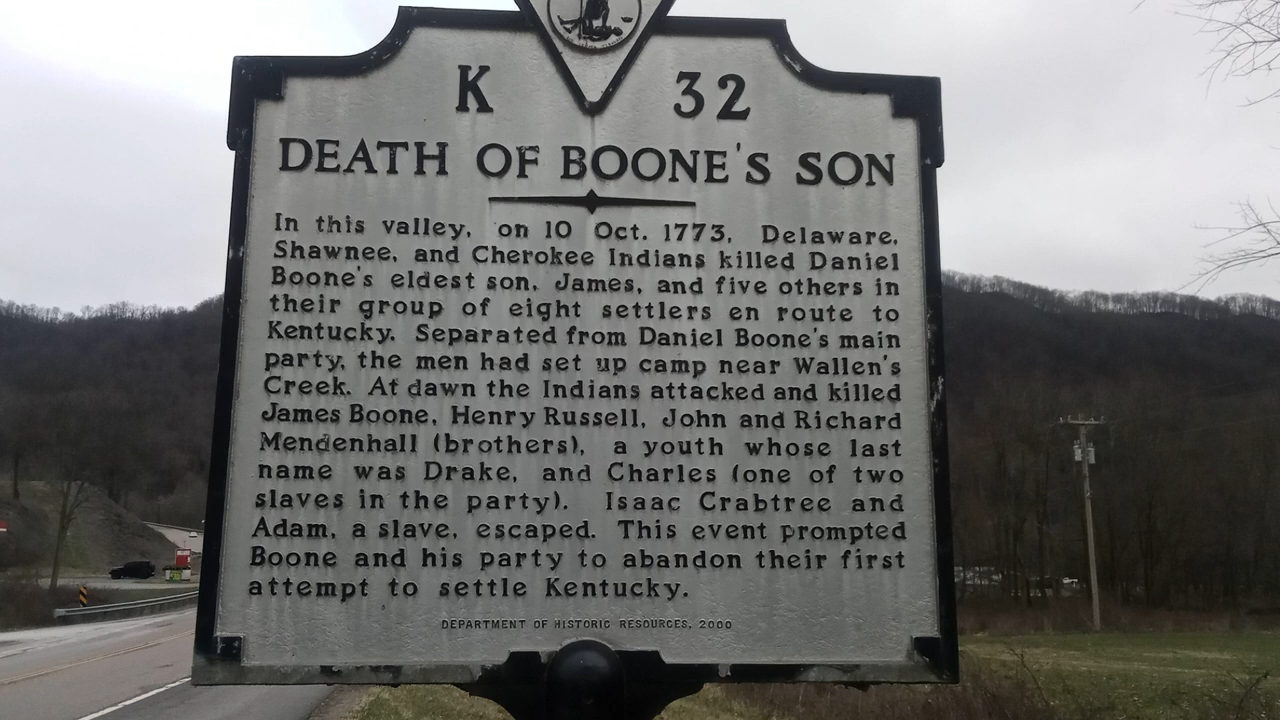 K 32
DEATH OF BOONE'S SON
In this valley, on 10 Oct. 1773, Delaware,
Shawnee, and Cherokee Indians killed Daniel
Boone's eldest son, James, and five others in
their group of eight settlers en route to
Kentucky. Separated from Daniel Boone's main
party, the men had set up camp near Wallen's
Creek. At dawn the Indians attacked and killed
James Boone, Henry Russell, John and Richard
Mendenhall (brothers), a youth whose last
name was Drake, and Charles (one of two
slaves in the party). Isaac Crabtree and
Adam, a slave, escaped. This event prompted
Boone and his party to abandon their first
attempt to settle Kentucky.
DEPARTMENT OF HISTORIC RESOURCES, 2000